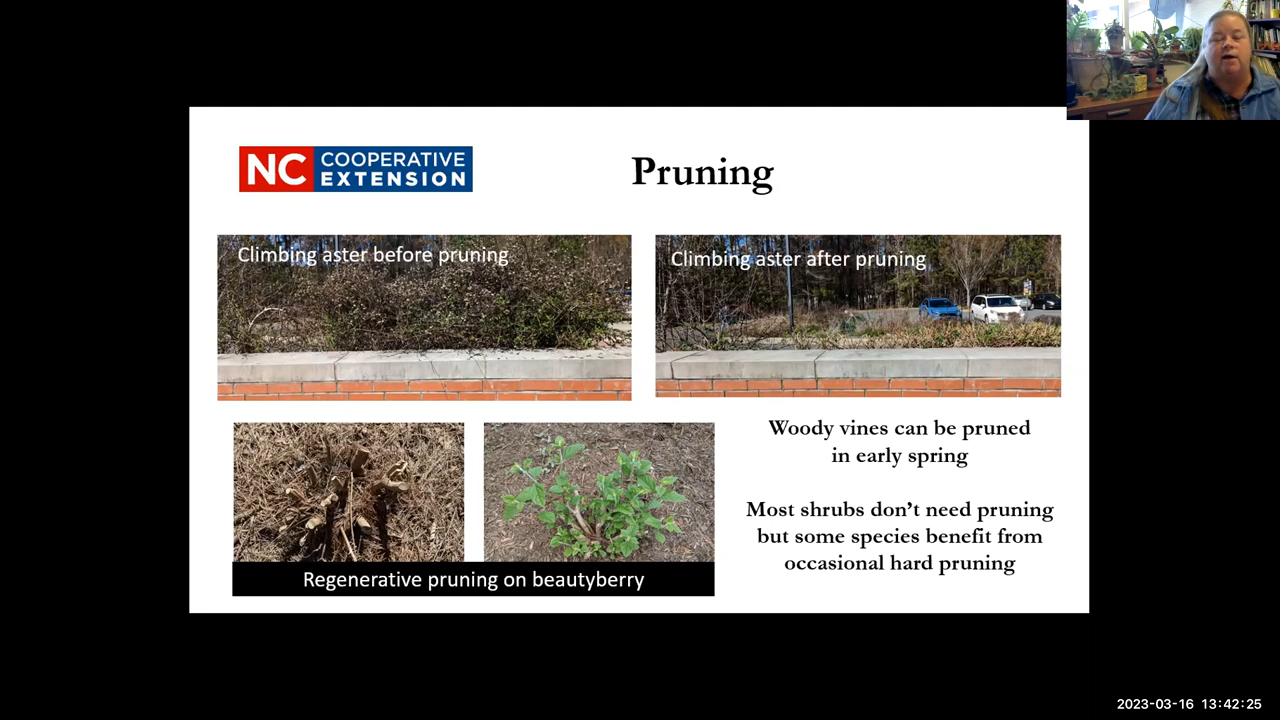 NC COOPERATIVE
EXTENSION
Pruning
Climbing aster before pruning
Climbing aster after pruning
Woody vines can be pruned
in early spring
Most shrubs don't need pruning
but some species benefit from
occasional hard pruning
Regenerative pruning on beautyberry
2023-03-16 13:42:25